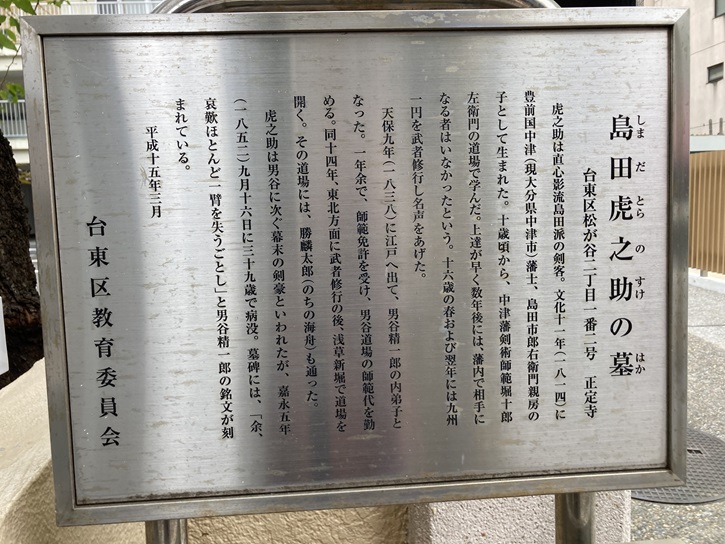 島田虎之助の墓
しまだとらのすけ はか
台東区松が谷二丁目一番二号 正定寺
虎之助は直心影流島田派の剣客。文化十一年(一八一四)に
豊前国中津(現大分県中津市)藩士、島田市郎右衛門親房の
子として生まれた。十歳頃から、中津藩剣術師範堀十郎
左衛門の道場で学んだ。上達が早く数年後には、藩内で相手に
なる者はいなかったという。十六歳の春および翌年には九州
一円を武者修行し名声をあげた。
天保九年(一八三八)に江戸へ出て、男谷精一郎の内弟子と
なった。一年余で、師範免許を受け、男谷道場の師範代を勤
める。同十四年、東北方面に武者修行の後、浅草新堀で道場を
開く。その道場には、勝麟太郎(のちの海舟)も通った。
虎之助は男谷に次ぐ幕末の剣豪といわれたが、嘉永五年
(一八五二)九月十六日に三十九歳で病没。墓碑には、「余、
哀歎ほとんど一臂を失うごとし」と男谷精一郎の銘文が刻
まれている。
平成十五年三月
台東区教育委員会